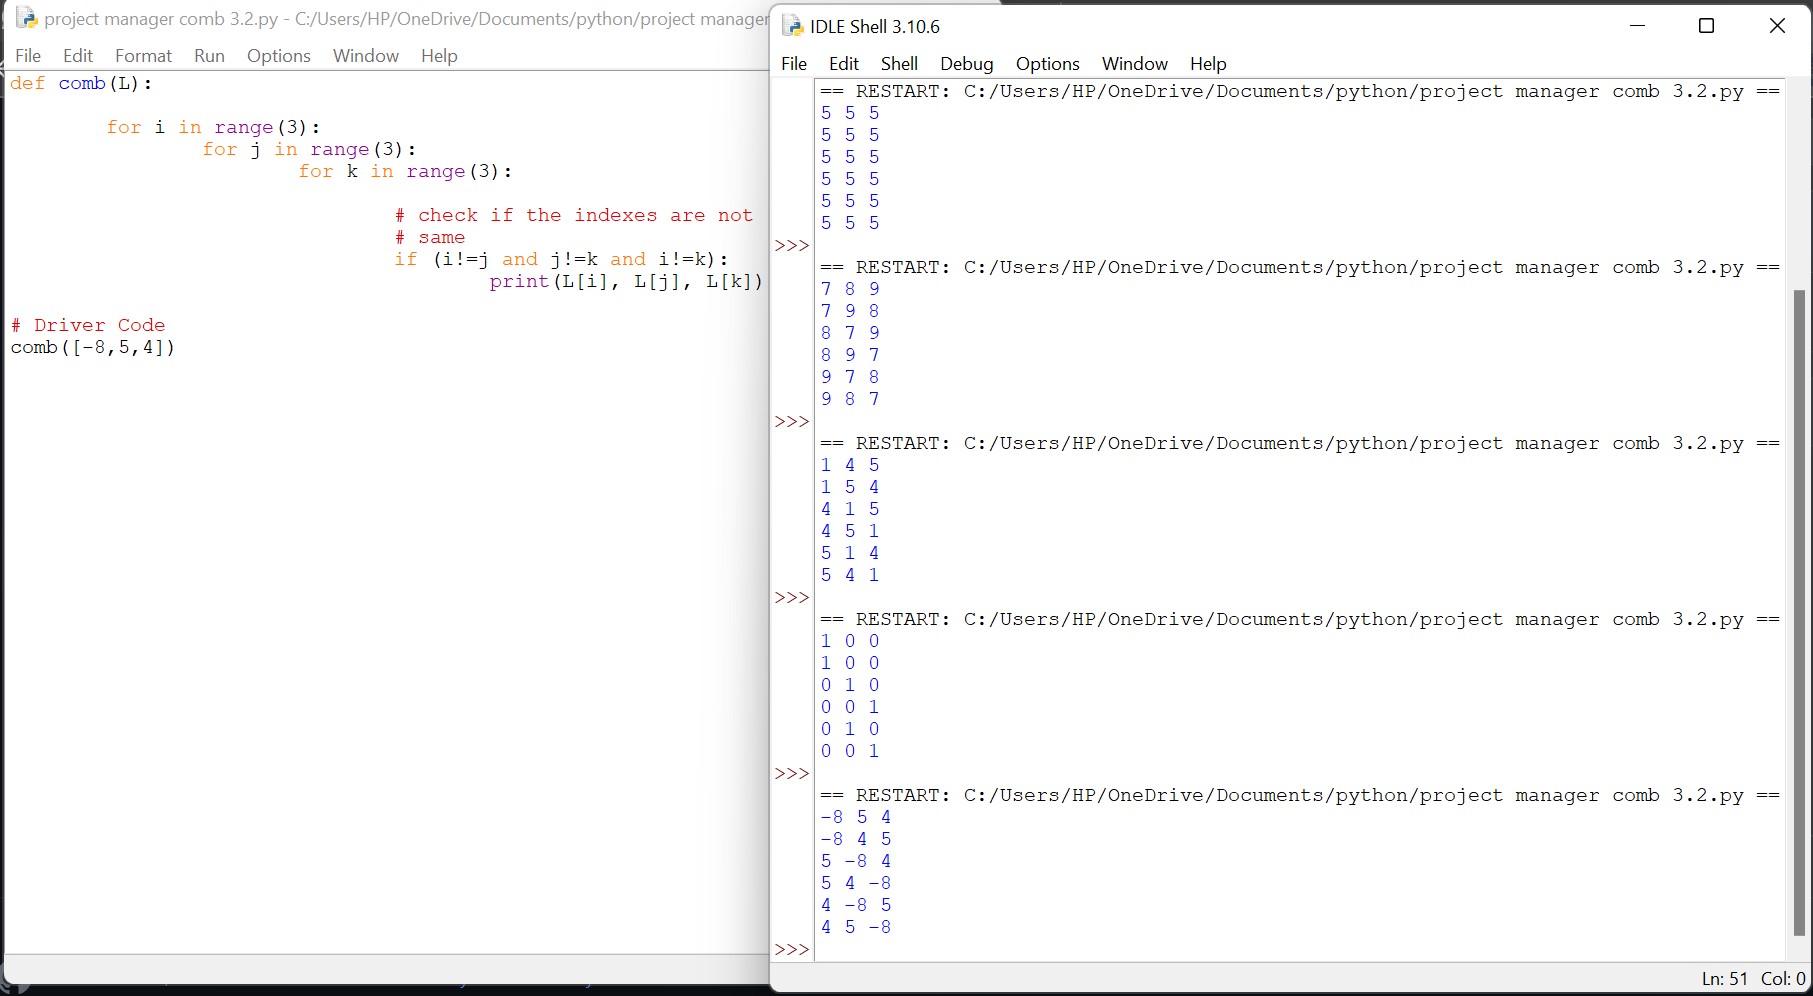 project manager comb 3.2.py - C:/Users/HP/OneDrive/Documents/python/project manager
File Edit Format Run Options Window Help
def comb(L):
for i in range(3):
for j in range(3):
for k in range(3):
# check if the indexes are not
# same
if (i!=j and j!=k and i!=k):
print(L[i], L[j], L[k])
# Driver Code
comb([-8,5,4])
IDLE Shell 3.10.6
File Edit Shell Debug Options Window Help
== RESTART: C:/Users/HP/OneDrive/Documents/python/project manager comb 3.2.py ==
5 5 5
5 5 5
5 5 5
5 5 5
5 5 5
5 5 5
>>>
== RESTART: C:/Users/HP/OneDrive/Documents/python/project manager comb 3.2.py ==
7 8 9
7 9 8
8 7 9
8 9 7
9 7 8
9 8 7
>>>
== RESTART: C:/Users/HP/OneDrive/Documents/python/project manager comb 3.2.py ==
1 4 5
1 5 4
4 1 5
4 5 1
5 1 4
5 4 1
>>>
== RESTART: C:/Users/HP/OneDrive/Documents/python/project manager comb 3.2.py ==
1 0 0
1 0 0
0 1 0
0 0 1
0 1 0
0 0 1
>>>
== RESTART: C:/Users/HP/OneDrive/Documents/python/project manager comb 3.2.py ==
-8 5 4
-8 4 5
5 -8 4
5 4 -8
4 -8 5
4 5 -8
>>>
Ln: 51 Col: 0